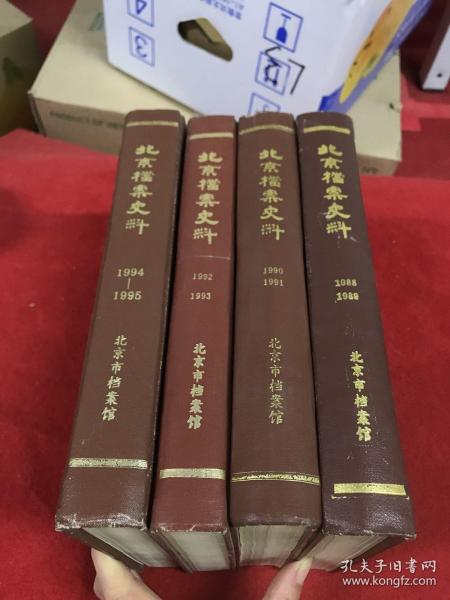 北京档案史料
1994
—
1995
北京市档案馆
北京档案史料
1992
1993
北京市档案馆
北京档案史料
1990
1991
北京市档案馆
北京档案史料
1988
1989
北京市档案馆
孔夫子旧书网
www.kongfz.com